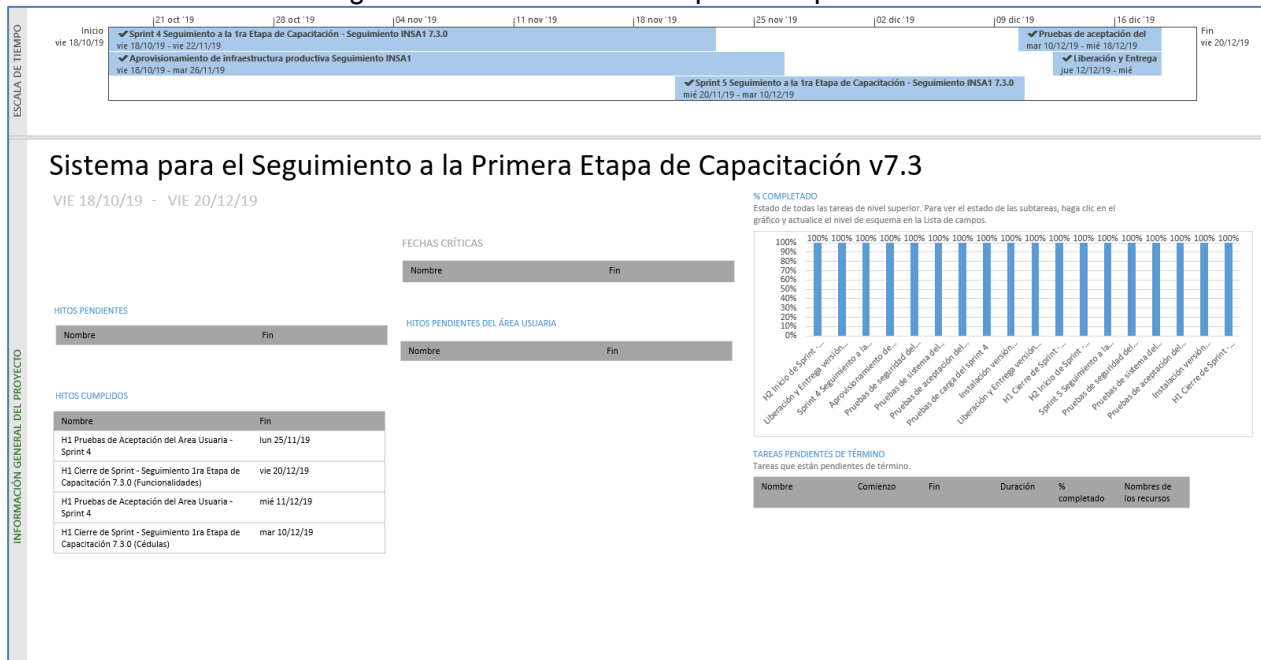 ESCALA DE TIEMPO
21 oct '19
28 oct '19
04 nov '19
11 nov '19
18 nov '19
25 nov '19
02 dic '19
09 dic '19
16 dic '19
Inicio
vie 18/10/19
Sprint 4 Seguimiento a la 1ra Etapa de Capacitación - Seguimiento INSA1 7.3.0
vie 18/10/19 - vie 22/11/19
Aprovisionamiento de infraestructura productiva Seguimiento INSA1
vie 18/10/19 - mar 26/11/19
Sprint 5 Seguimiento a la 1ra Etapa de Capacitación - Seguimiento INSA1 7.3.0
mié 20/11/19 - mar 10/12/19
Pruebas de aceptación del
mar 10/12/19 - mié 18/12/19
Liberación y Entrega
jue 12/12/19 - mié
Fin
vie 20/12/19
INFORMACIÓN GENERAL DEL PROYECTO
Sistema para el Seguimiento a la Primera Etapa de Capacitación v7.3
VIE 18/10/19 - VIE 20/12/19
FECHAS CRÍTICAS
Nombre Fin
HITOS PENDIENTES
Nombre Fin
HITOS PENDIENTES DEL ÁREA USUARIA
Nombre Fin
HITOS CUMPLIDOS
Nombre Fin
H1 Pruebas de Aceptación del Area Usuaria - lun 25/11/19
Sprint 4
H1 Cierre de Sprint - Seguimiento 1ra Etapa de vie 20/12/19
Capacitación 7.3.0 (Funcionalidades)
H1 Pruebas de Aceptación del Area Usuaria - mié 11/12/19
Sprint 4
H1 Cierre de Sprint - Seguimiento 1ra Etapa de mar 10/12/19
Capacitación 7.3.0 (Cédulas)
% COMPLETADO
Estado de todas las tareas de nivel superior. Para ver el estado de las subtareas, haga clic en el
gráfico y actualice el nivel de esquema en la Lista de campos.
100% 100% 100% 100% 100% 100% 100% 100% 100% 100% 100% 100% 100% 100% 100% 100%
100%
90%
80%
70%
60%
50%
40%
30%
20%
10%
0%
H2 Inicio de Sprint -...
Liberación y Entrega versión...
Sprint 4 Seguimiento a la...
Aprovisionamiento de...
Pruebas de seguridad del...
Pruebas de sistema del...
Pruebas de aceptación del...
Pruebas de carga del sprint 4
Instalación versión...
Liberación y Entrega versión...
H1 Cierre de Sprint -...
H2 Inicio de Sprint -...
Sprint 5 Seguimiento a la...
Pruebas de seguridad del...
Pruebas de sistema del...
Pruebas de aceptación del...
Instalación versión...
H1 Cierre de Sprint-...
TAREAS PENDIENTES DE TÉRMINO
Tareas que están pendientes de término.
Nombre Comienzo Fin Duración % completado Nombres de los recursos